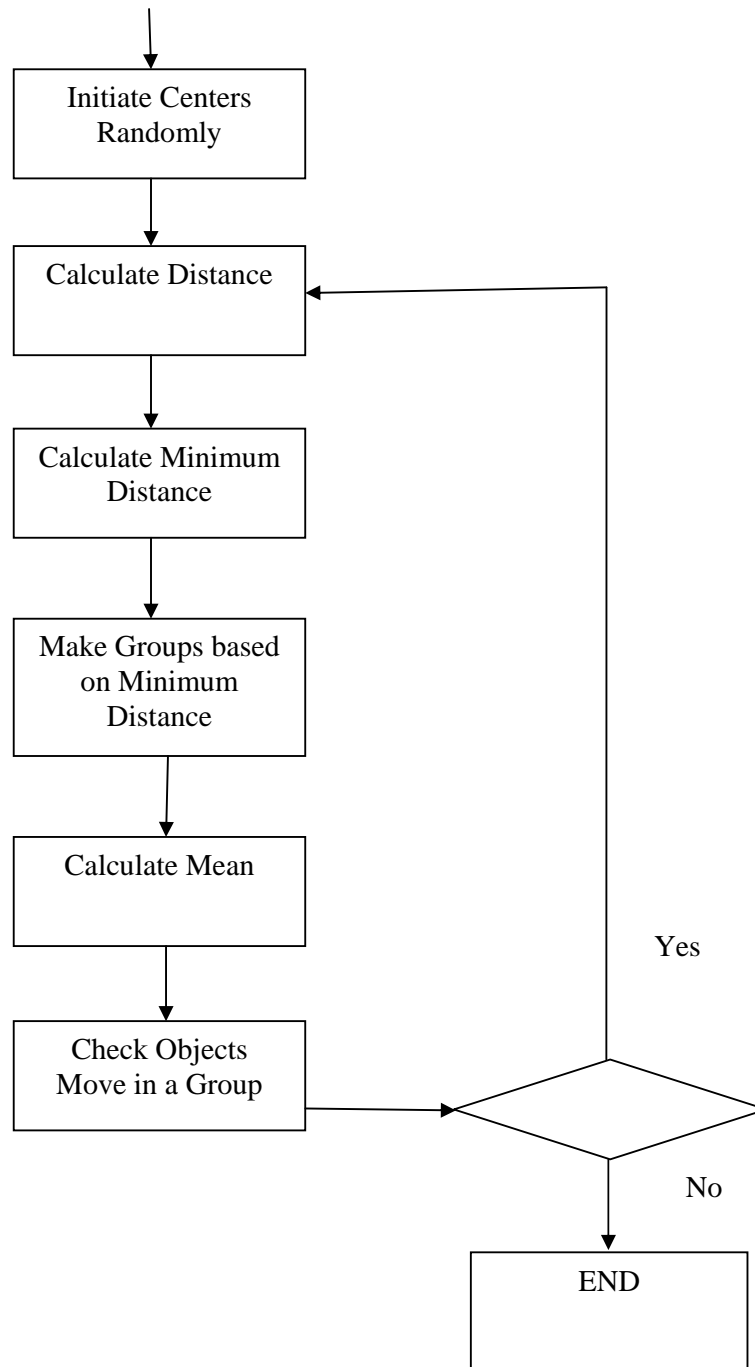 Initiate Centers
Randomly
Calculate Distance
Calculate Minimum
Distance
Make Groups based
on Minimum
Distance
Calculate Mean
Yes
Check Objects
Move in a Group
No
END